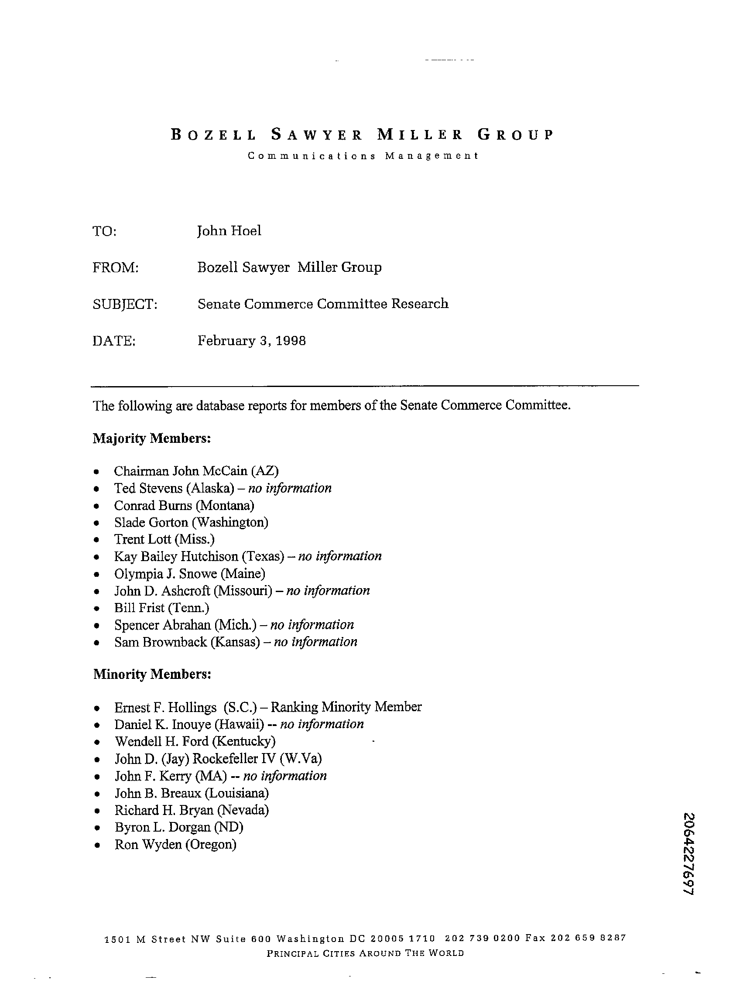 BOZELL SAWYER MILLER GROUP
Communications Management
TO: John Hoel
FROM: Bozell Sawyer Miller Group
SUBJECT: Senate Commerce Committee Research
DATE: February 3, 1998
The following are database reports for members of the Senate Commerce Committee.
Majority Members:
• Chairman John McCain (AZ)
• Ted Stevens (Alaska) – no information
• Conrad Burns (Montana)
• Slade Gorton (Washington)
• Trent Lott (Miss.)
• Kay Bailey Hutchison (Texas) – no information
• Olympia J. Snowe (Maine)
• John D. Ashcroft (Missouri) – no information
• Bill Frist (Tenn.)
• Spencer Abrahan (Mich.) – no information
• Sam Brownback (Kansas) – no information
Minority Members:
• Ernest F. Hollings (S.C.) – Ranking Minority Member
• Daniel K. Inouye (Hawaii) -- no information
• Wendell H. Ford (Kentucky)
• John D. (Jay) Rockefeller IV (W.Va)
• John F. Kerry (MA) -- no information
• John B. Breaux (Louisiana)
• Richard H. Bryan (Nevada)
• Byron L. Dorgan (ND)
• Ron Wyden (Oregon)
2064227697
1501 M Street NW Suite 600 Washington DC 20005 1710 202 739 0200 Fax 202 659 8287
PRINCIPAL CITIES AROUND THE WORLD